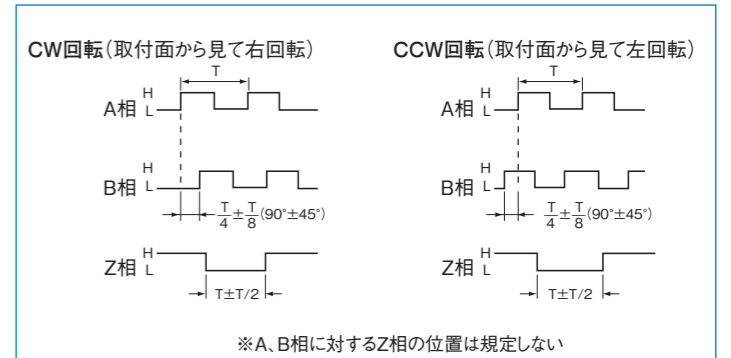 CW回転（取付面から見て右回転）
T
A相 H L
B相 H L
T/4±T/8(90°±45°)
Z相 H L
T±T/2
CCW回転（取付面から見て左回転）
T
A相 H L
B相 H L
T/4±T/8(90°±45°)
Z相 H L
T±T/2
※A、B相に対するZ相の位置は規定しない